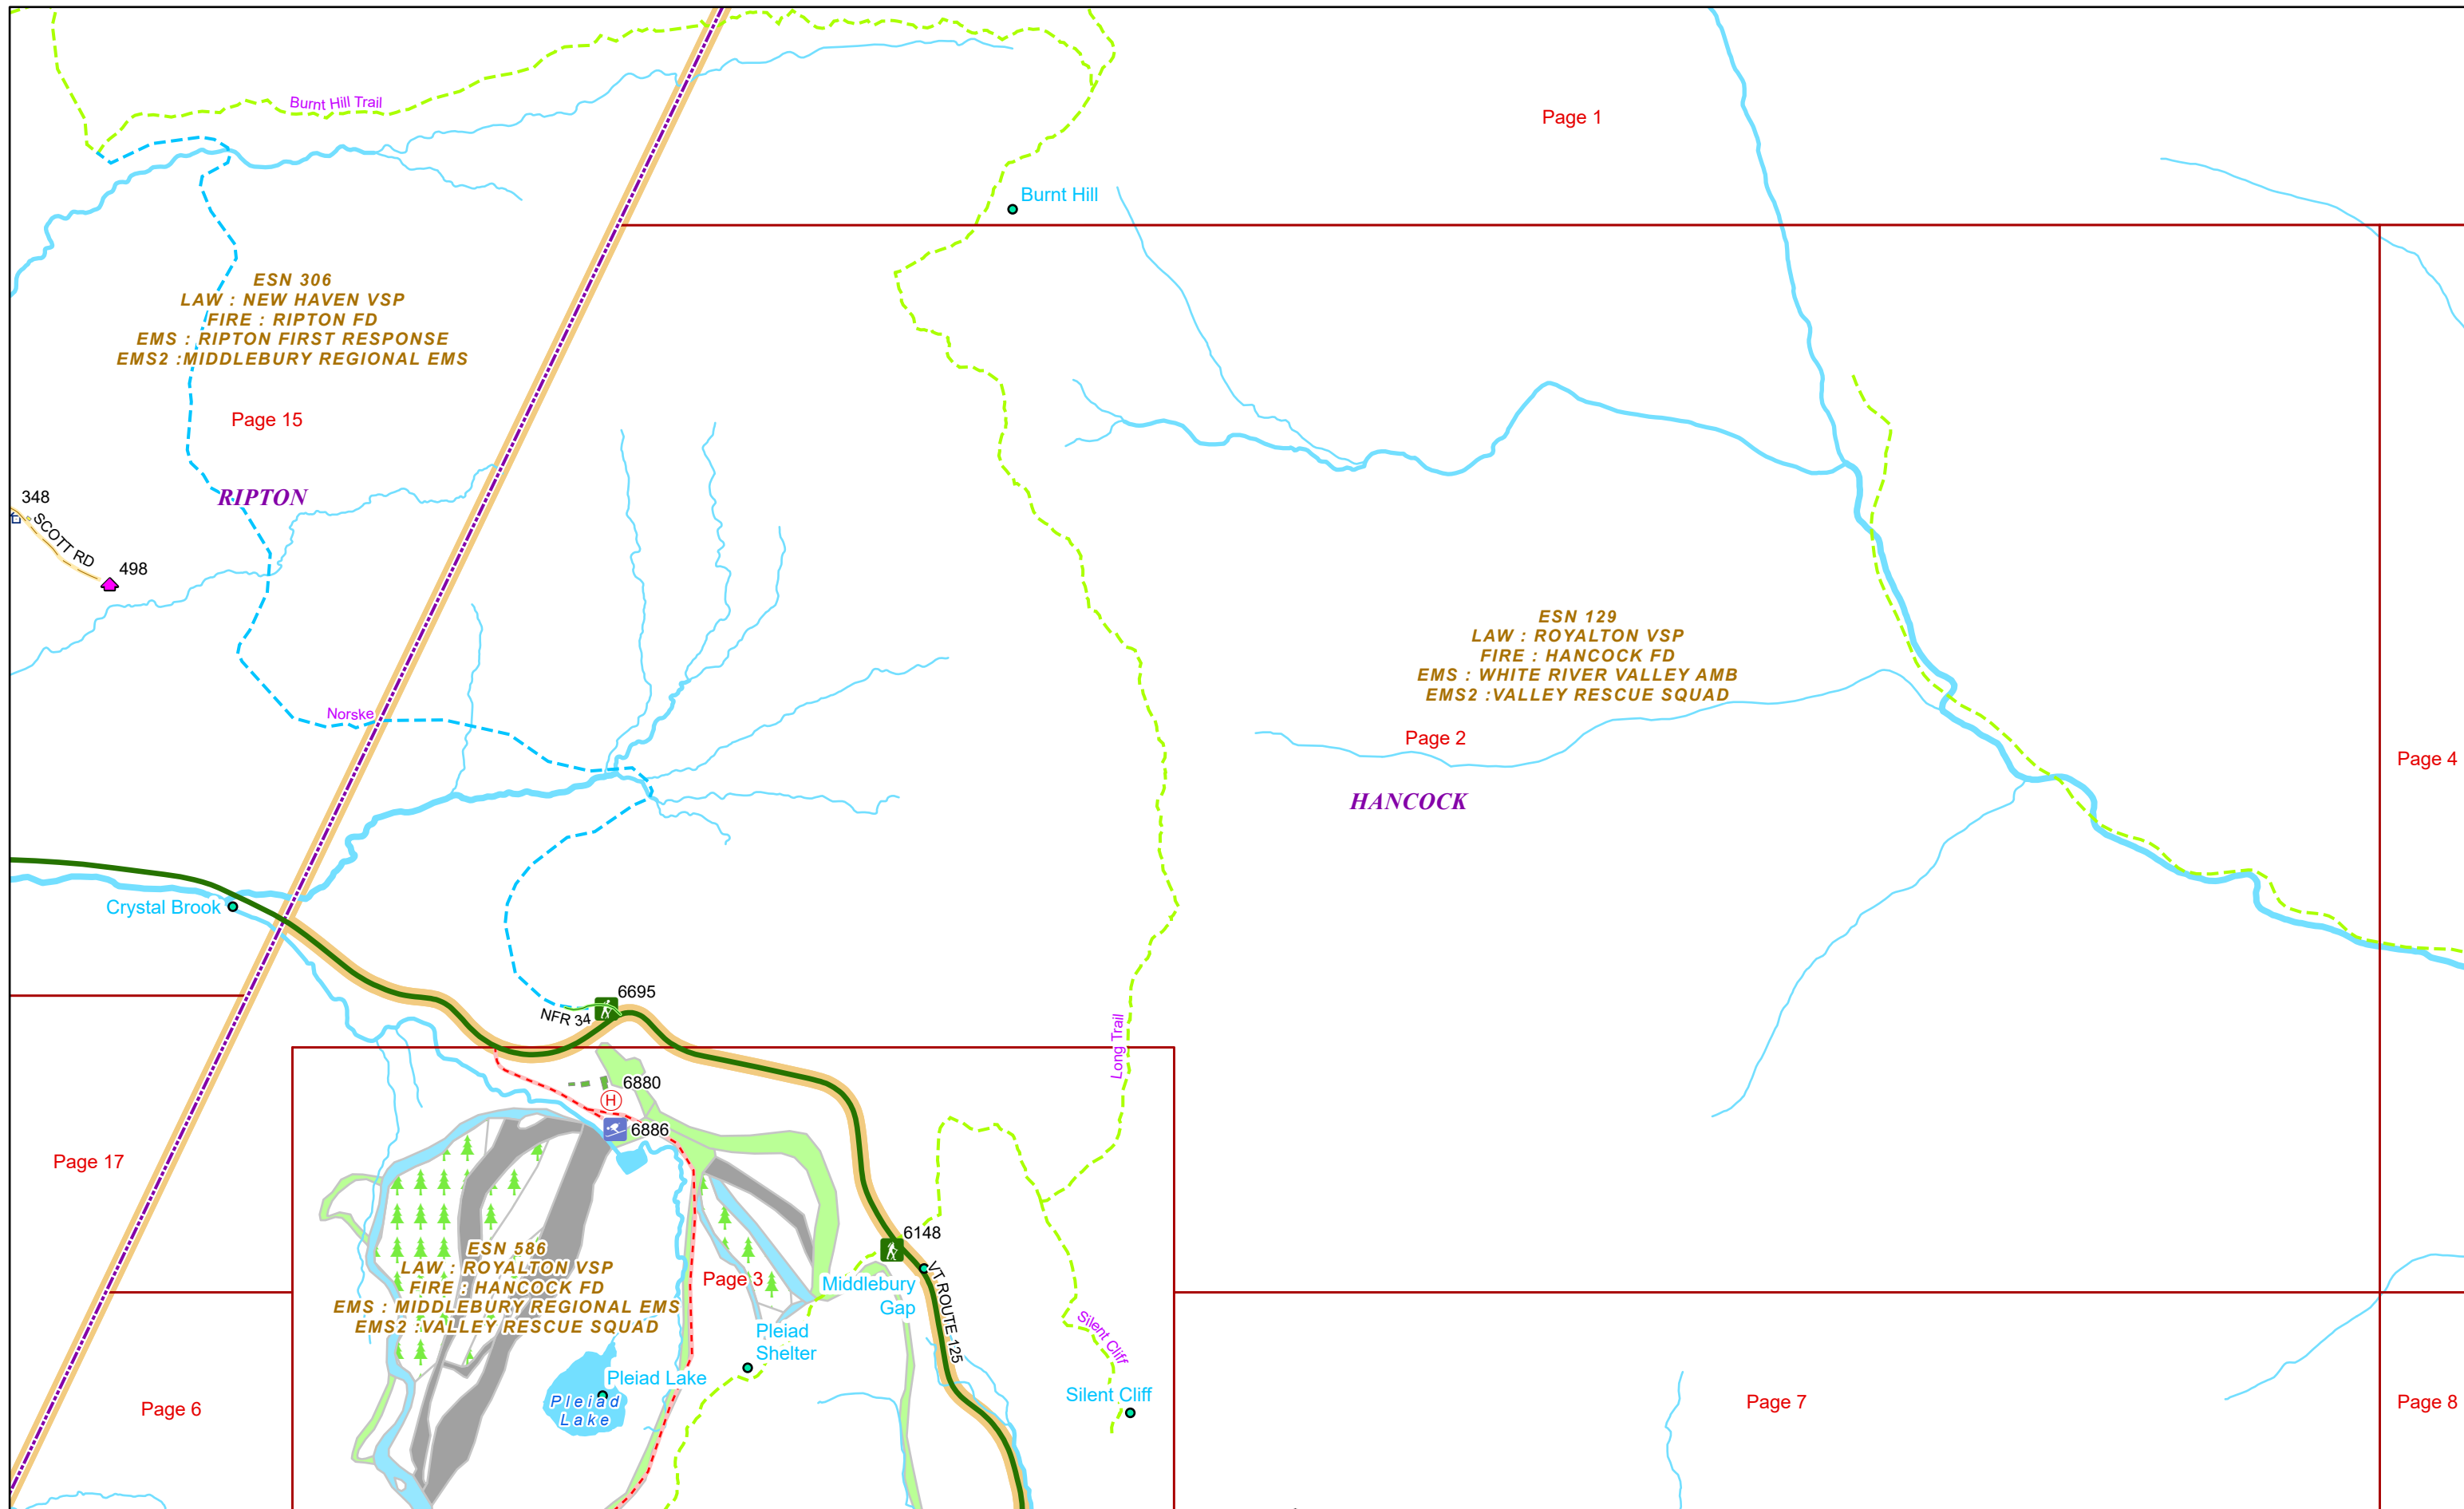 Burnt Hill Trail
Page 1
Burnt Hill
ESN 306
LAW : NEW HAVEN VSP
FIRE : RIPTON FD
EMS : RIPTON FIRST RESPONSE
EMS2 :MIDDLEBURY REGIONAL EMS
Page 15
RIPTON
348
SCOTT RD
498
ESN 129
LAW : ROYALTON VSP
FIRE : HANCOCK FD
EMS : WHITE RIVER VALLEY AMB
EMS2 :VALLEY RESCUE SQUAD
Norske
Page 2
Page 4
HANCOCK
Crystal Brook
6695
NFR 34
Long Trail
6880
H
6886
Page 17
6148
ESN 586
LAW : ROYALTON VSP
FIRE : HANCOCK FD
EMS : MIDDLEBURY REGIONAL EMS
EMS2 :VALLEY RESCUE SQUAD
Page 3
Middlebury
Gap
VT ROUTE 125
Pleiad
Shelter
Silent Cliff
Pleiad Lake
Pleiad
Lake
Silent Cliff
Page 6
Page 7
Page 8